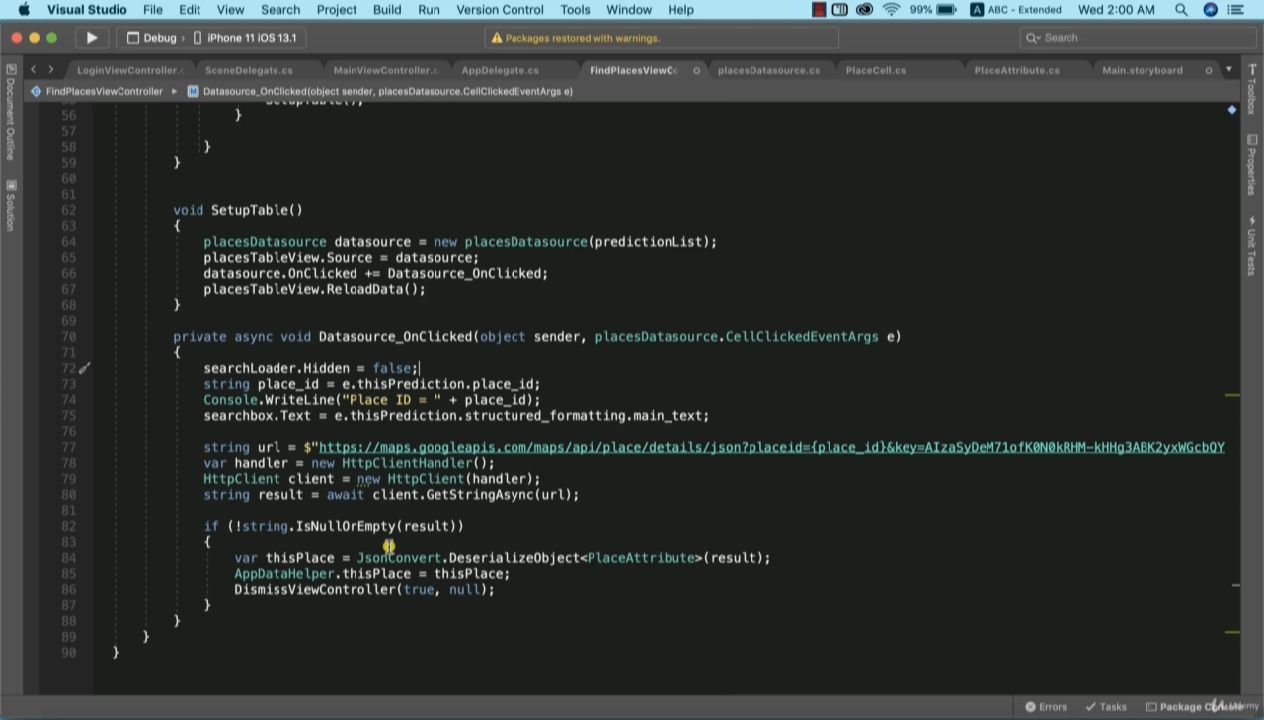 Visual Studio File Edit View Search Project Build Run Version Control Tools Window Help 99% A ABC - Extended Wed 2:00 AM
Debug › iPhone 11 iOS 13.1 Packages restored with warnings. Search
LoginViewController.c SceneDelegate.cs MainViewController.c AppDelegate.cs FindPlacesViewC placesDatasource.cs PlaceCell.cs PlaceAttribute.cs Main.storyboard
FindPlacesViewController ▸ M Datasource_OnClicked(object sender, placesDatasource.CellClickedEventArgs e)
Document Outline
Solution
Toolbox
Properties
Unit Tests
55 SetupTable();
56 }
57
58 }
59 }
60
61
62 void SetupTable()
63 {
64 placesDatasource datasource = new placesDatasource(predictionList);
65 placesTableView.Source = datasource;
66 datasource.OnClicked += Datasource_OnClicked;
67 placesTableView.ReloadData();
68 }
69
70 private async void Datasource_OnClicked(object sender, placesDatasource.CellClickedEventArgs e)
71 {
72 searchLoader.Hidden = false;
73 string place_id = e.thisPrediction.place_id;
74 Console.WriteLine("Place ID = " + place_id);
75 searchbox.Text = e.thisPrediction.structured_formatting.main_text;
76
77 string url = $"https://maps.googleapis.com/maps/api/place/details/json?placeid={place_id}&key=AIzaSyDeM71ofK0N0kRHM-kHHg3ABK2yxWGcbQY
78 var handler = new HttpClientHandler();
79 HttpClient client = new HttpClient(handler);
80 string result = await client.GetStringAsync(url);
81
82 if (!string.IsNullOrEmpty(result))
83 {
84 var thisPlace = JsonConvert.DeserializeObject<PlaceAttribute>(result);
85 AppDataHelper.thisPlace = thisPlace;
86 DismissViewController(true, null);
87 }
88 }
89 }
90 }
Errors Tasks Package